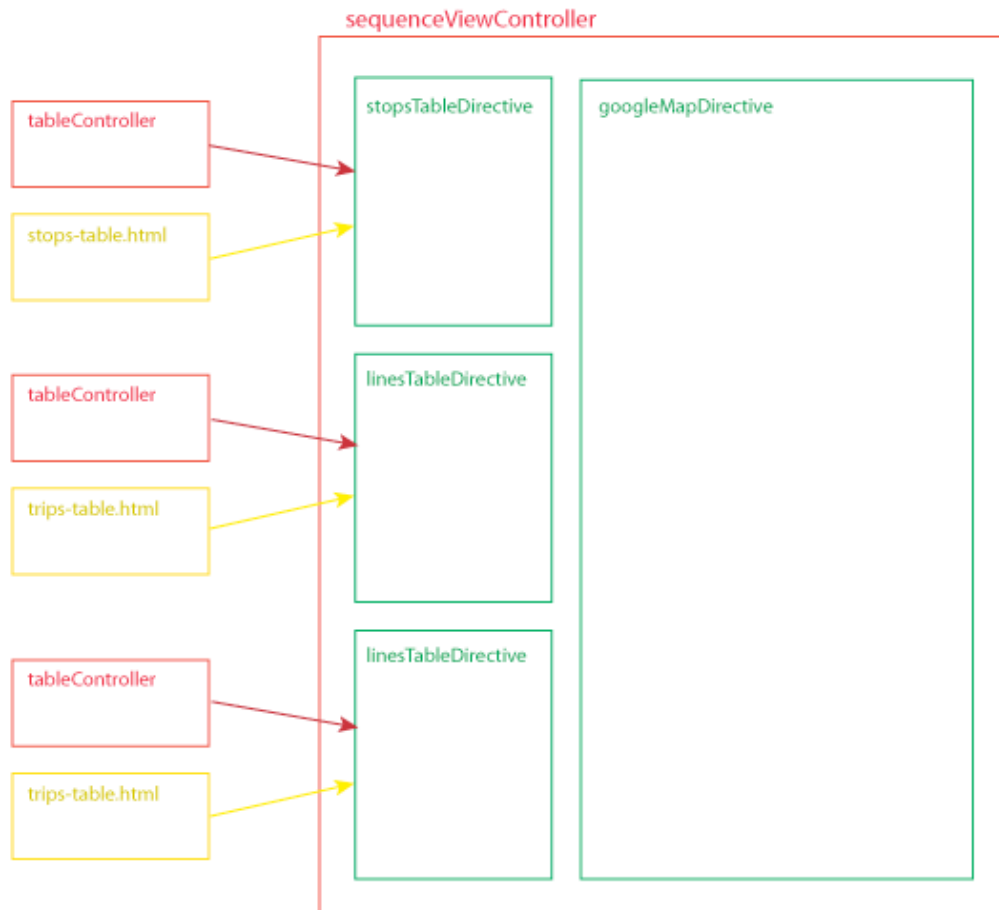 sequenceViewController
tableController
stops-table.html
stopsTableDirective
googleMapDirective
tableController
trips-table.html
linesTableDirective
tableController
trips-table.html
linesTableDirective